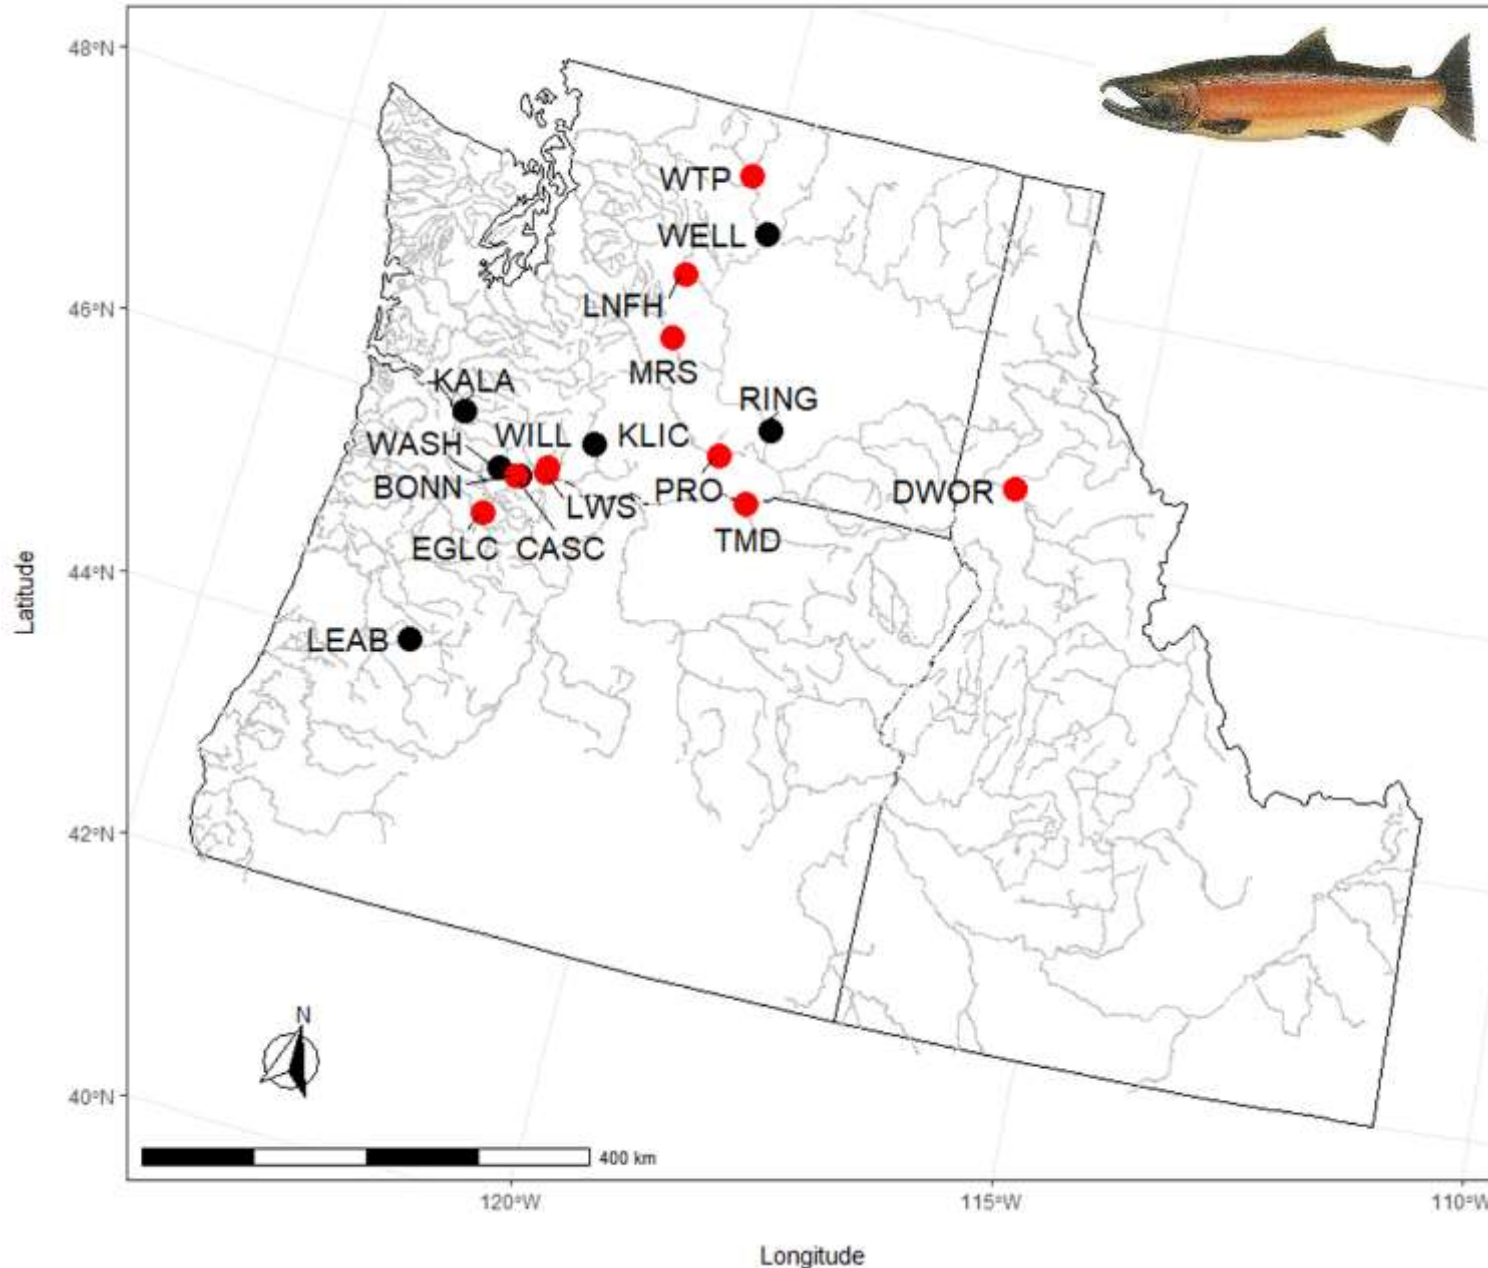 48°N
WTP
WELL
LNFH
46°N
MRS
KALA
RING
WASH
WILL
KLIC
BONN
PRO
DWOR
LWS
EGLC
CASC
TMD
44°N
Latitude
LEAB
42°N
N
40°N
400 km
120°W
115°W
110°W
Longitude